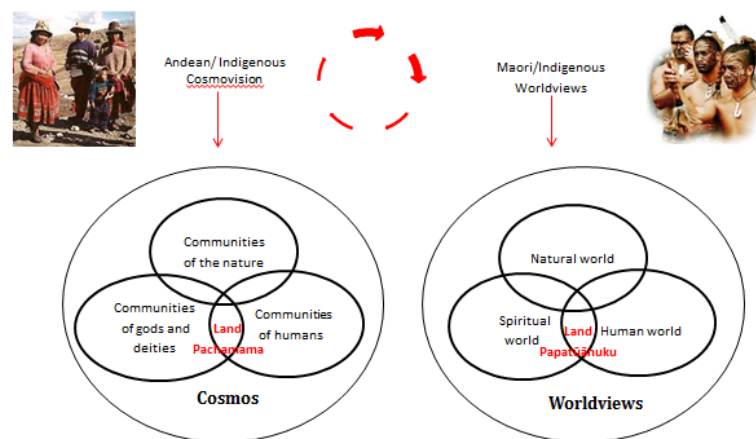 Andean/ Indigenous
Cosmovision
Maori/Indigenous
Worldviews
Communities
of the nature
Communities
of gods and
deities
Communities
of humans
Land
Pachamama
Cosmos
Natural world
Spiritual
world
Human world
Land
Papatūānuku
Worldviews